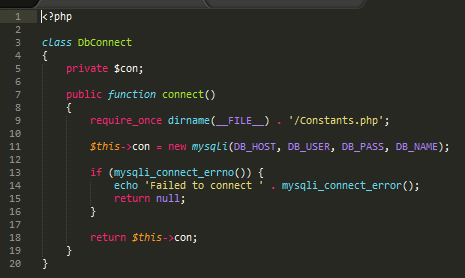 1 <?php
2
3 class DbConnect
4 {
5     private $con;
6
7     public function connect()
8     {
9         require_once dirname(__FILE__) . '/Constants.php';
10
11         $this->con = new mysqli(DB_HOST, DB_USER, DB_PASS, DB_NAME);
12
13         if (mysqli_connect_errno()) {
14             echo 'Failed to connect ' . mysqli_connect_error();
15             return null;
16         }
17
18         return $this->con;
19     }
20 }